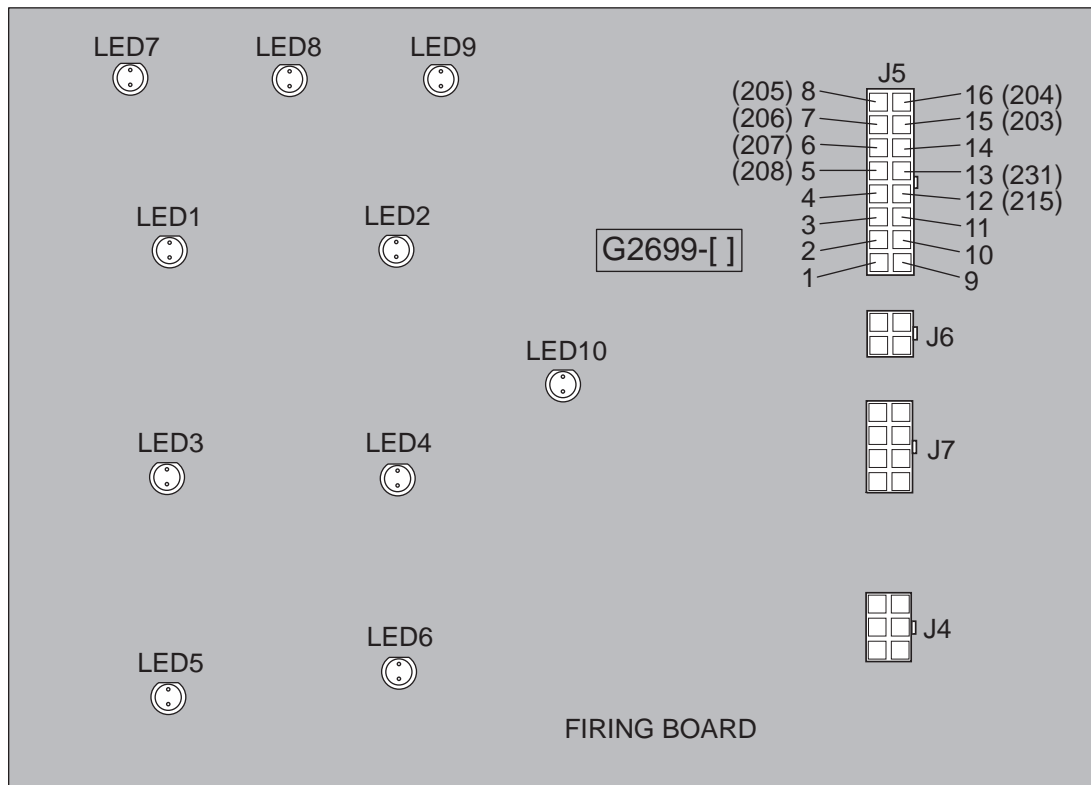 LED7 LED8 LED9
J5
(205) 8 16 (204)
(206) 7 15 (203)
(207) 6 14
(208) 5 13 (231)
4 12 (215)
3 11
2 10
1 9
LED1 LED2
G2699-[ ]
J6
LED10
LED3 LED4
J7
J4
LED5 LED6
FIRING BOARD